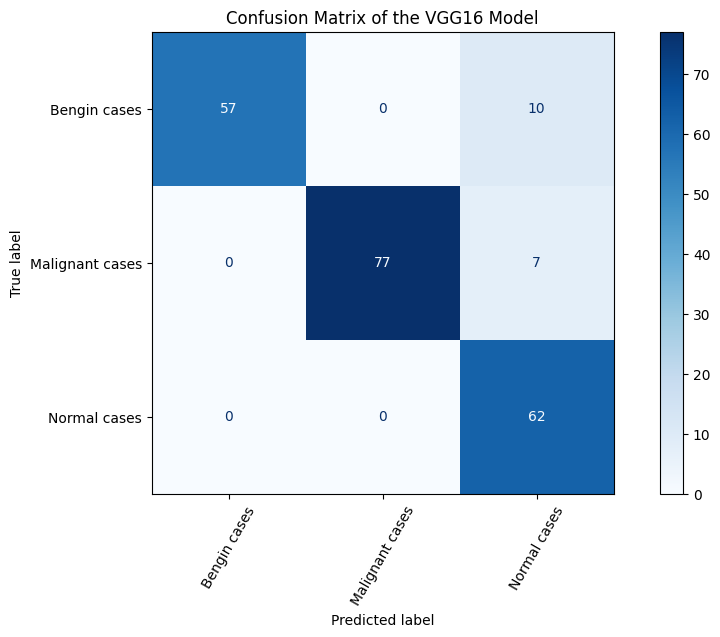 Confusion Matrix of the VGG16 Model
True label
Bengin cases
57
0
10
Malignant cases
0
77
7
Normal cases
0
0
62
Bengin cases
Malignant cases
Normal cases
Predicted label
70
60
50
40
30
20
10
0